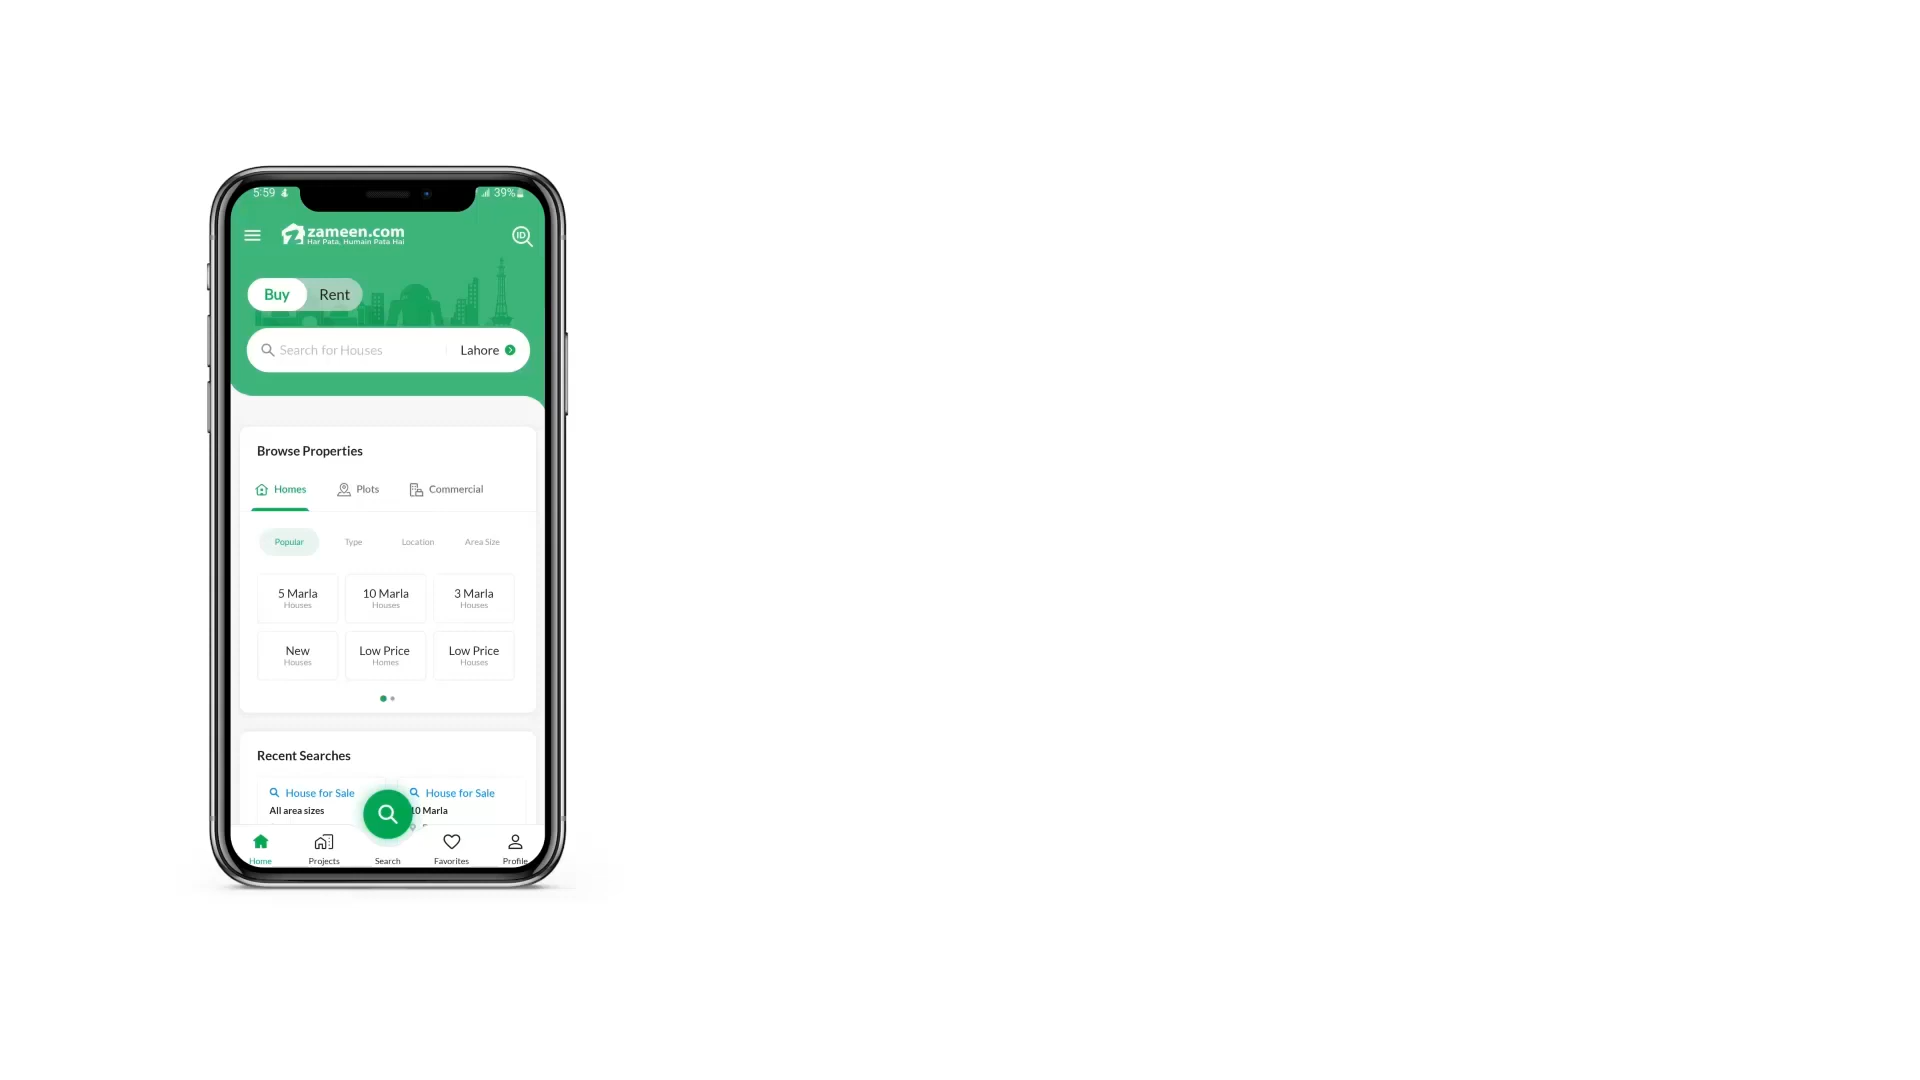 5:59
39%
zameen.com
Har Pata, Humain Pata Hai
ID
Buy Rent
Search for Houses Lahore
Browse Properties
Homes Plots Commercial
Popular Type Location Area Size
5 Marla 10 Marla 3 Marla
Houses Houses Houses
New Low Price Low Price
Houses Homes Houses
Recent Searches
House for Sale House for Sale
All area sizes 10 Marla
Home Projects Search Favorites Profile